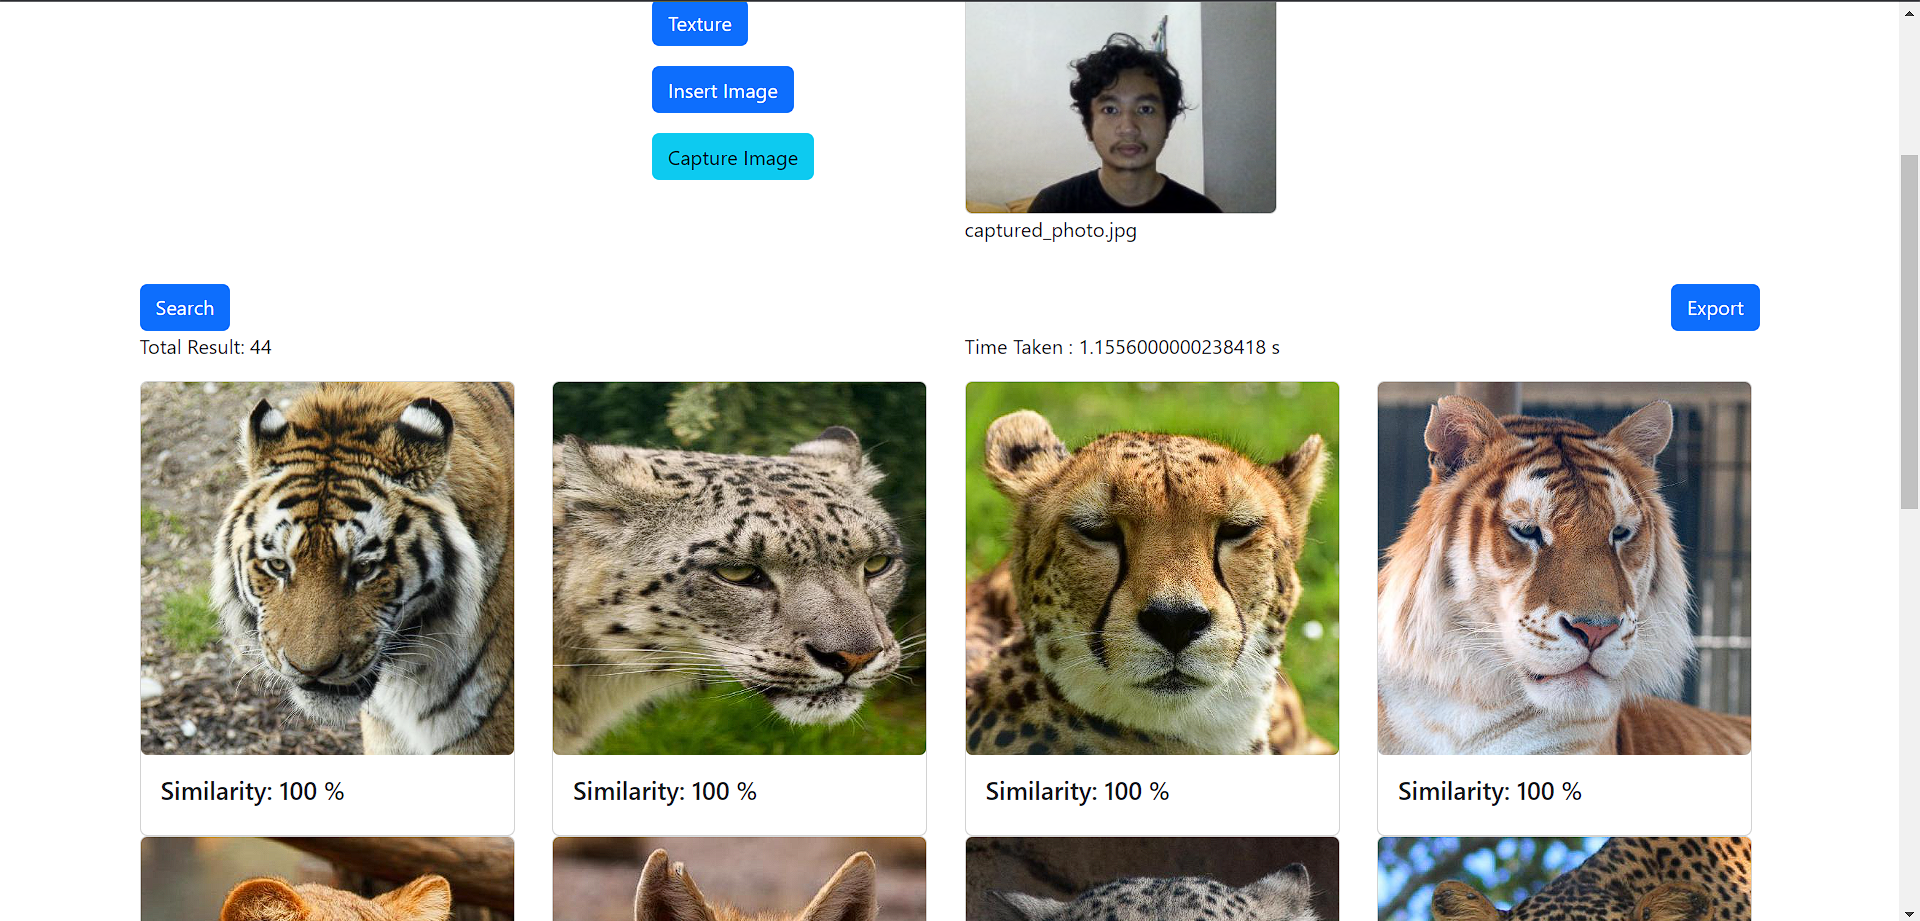 Texture
Insert Image
Capture Image
captured_photo.jpg
Search
Export
Total Result: 44
Time Taken : 1.1556000000238418 s
Similarity: 100 %
Similarity: 100 %
Similarity: 100 %
Similarity: 100 %